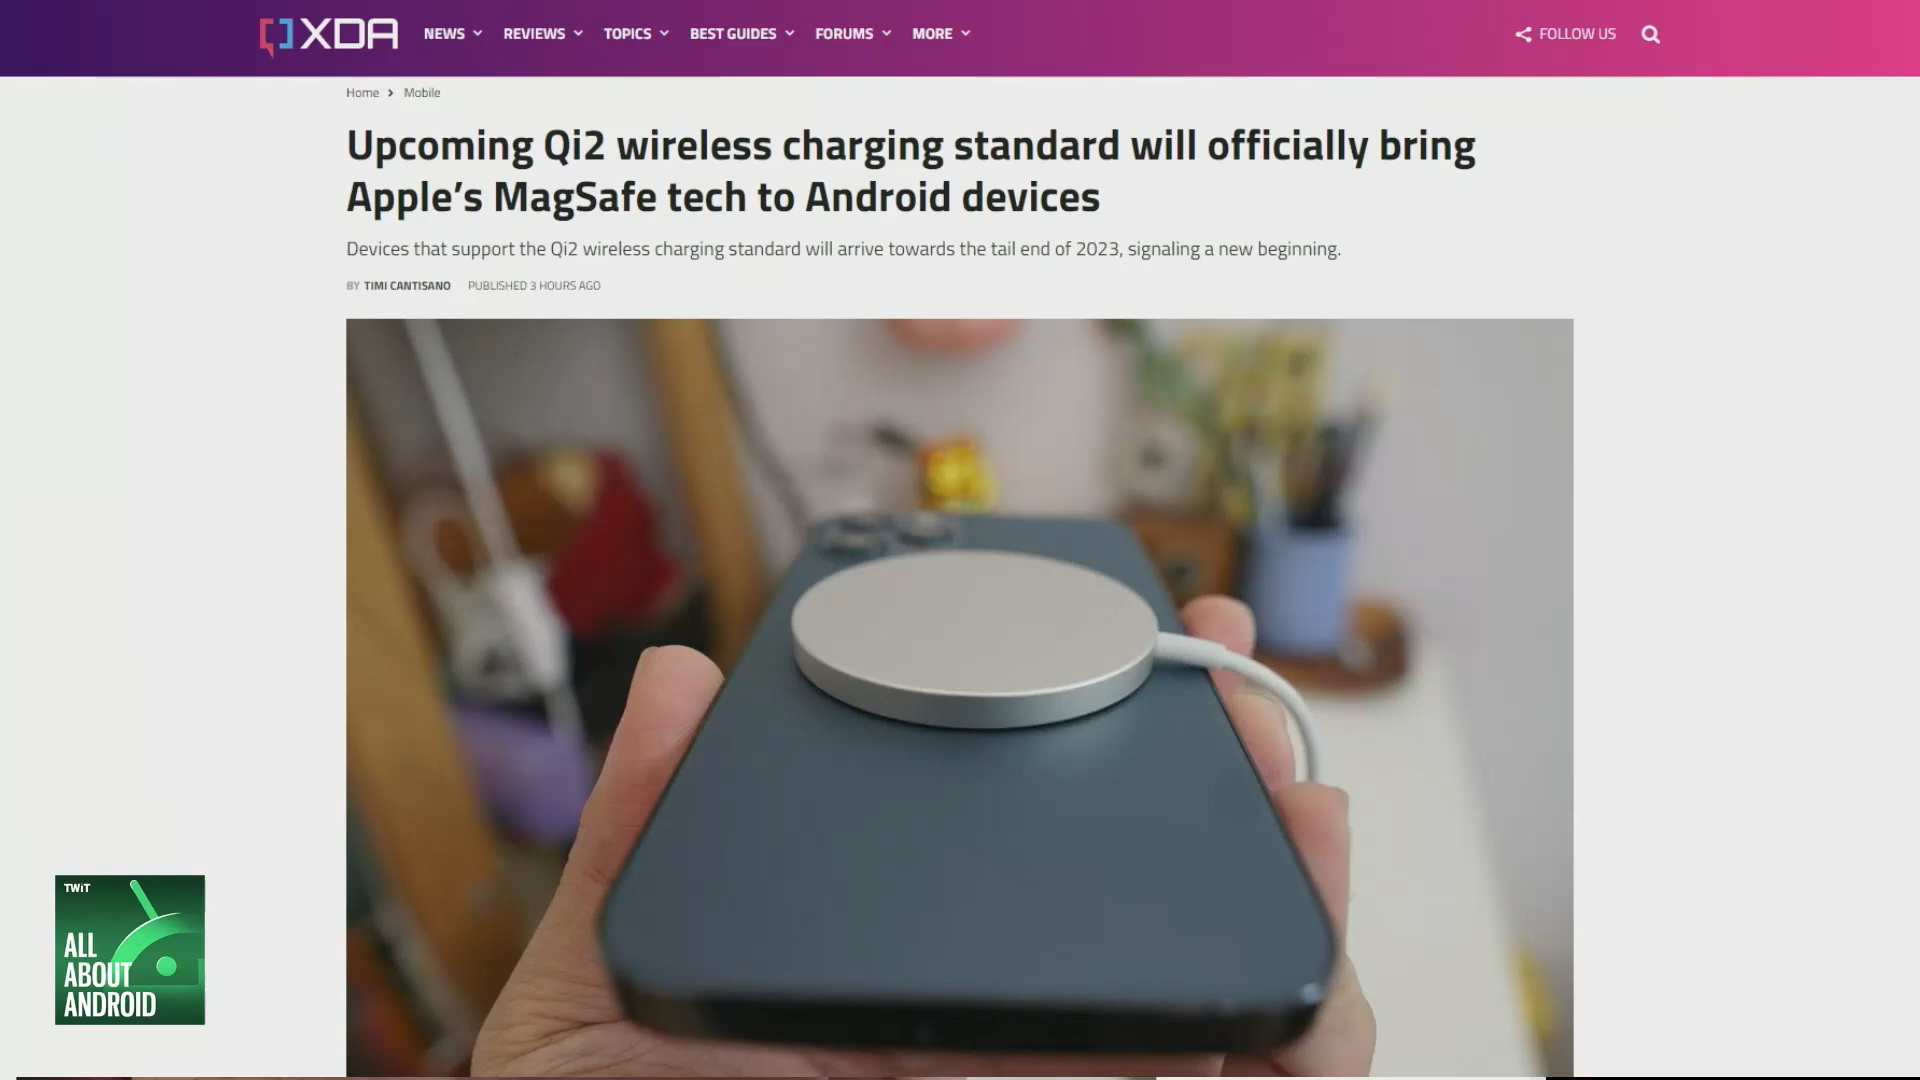 XDA
NEWS
REVIEWS
TOPICS
BEST GUIDES
FORUMS
MORE
FOLLOW US
Home > Mobile
Upcoming Qi2 wireless charging standard will officially bring
Apple's MagSafe tech to Android devices
Devices that support the Qi2 wireless charging standard will arrive towards the tail end of 2023, signaling a new beginning.
BY TIMI CANTISANO PUBLISHED 3 HOURS AGO
TWiT
ALL
ABOUT
ANDROID